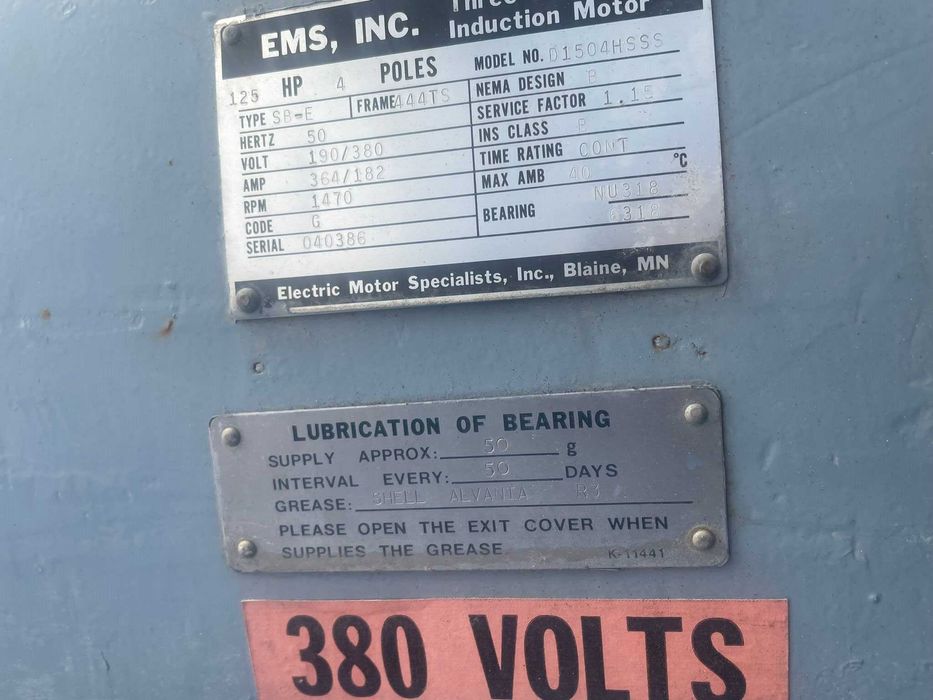 EMS, INC. Three
Induction Motor
125 HP 4 POLES MODEL NO. D1504HSSS
TYPE SB-E FRAME 444TS NEMA DESIGN B
HERTZ 50 SERVICE FACTOR 1.15
VOLT 190/380 INS CLASS
AMP 364/182 TIME RATING CONT
RPM 1470 MAX AMB 40 °C
CODE G BEARING NU318
SERIAL 040386 6318
Electric Motor Specialists, Inc., Blaine, MN
LUBRICATION OF BEARING
SUPPLY APPROX: 50 g
INTERVAL EVERY: 50 DAYS
GREASE: SHELL ALVANIA R3
PLEASE OPEN THE EXIT COVER WHEN
SUPPLIES THE GREASE K-11441
380 VOLTS